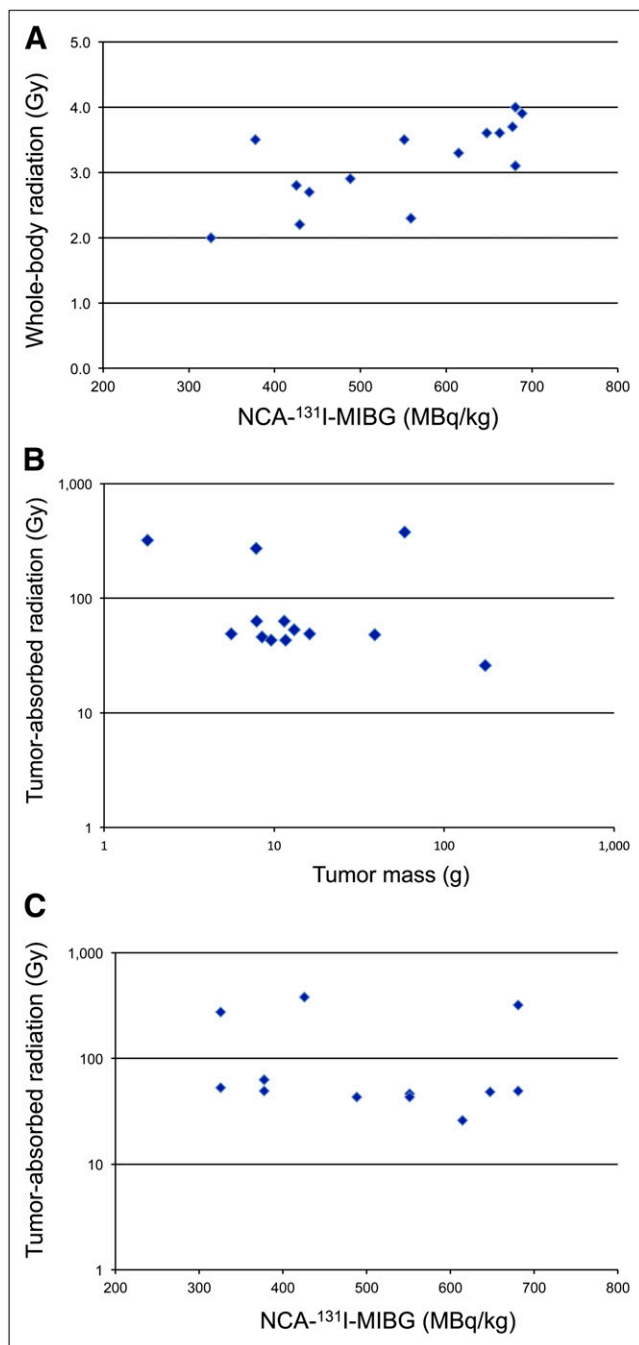 A
Whole-body radiation (Gy)
5.0
4.0
3.0
2.0
1.0
0.0
200 300 400 500 600 700 800
NCA-¹³¹I-MIBG (MBq/kg)
B
Tumor-absorbed radiation (Gy)
1,000
100
10
1
1 10 100 1,000
Tumor mass (g)
C
Tumor-absorbed radiation (Gy)
1,000
100
10
1
200 300 400 500 600 700 800
NCA-¹³¹I-MIBG (MBq/kg)